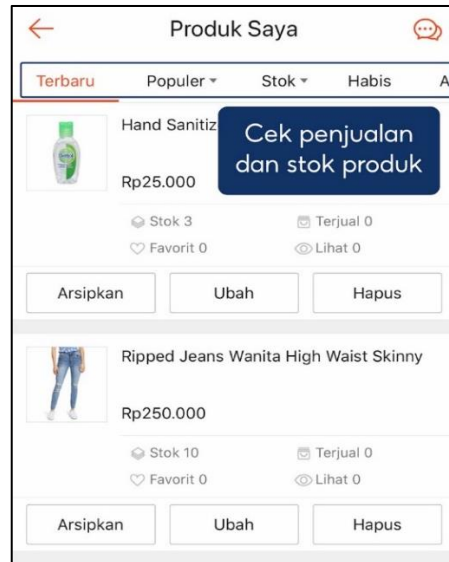 Produk Saya
Terbaru Populer Stok Habis A
Hand Sanitiz
Cek penjualan
dan stok produk
Rp25.000
Stok 3 Terjual 0
Favorit 0 Lihat 0
Arsipkan Ubah Hapus
Ripped Jeans Wanita High Waist Skinny
Rp250.000
Stok 10 Terjual 0
Favorit 0 Lihat 0
Arsipkan Ubah Hapus